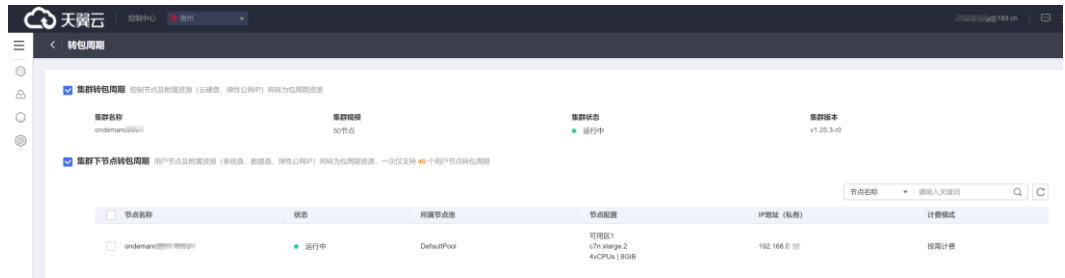 天翼云 控制中心 贵州 g@189.cn
转包周期
集群转包周期 控制节点及附属资源（云硬盘、弹性公网IP）将转为包周期资源
集群名称 集群规模 集群状态 集群版本
ondemand 50节点 运行中 v1.25.3-r0
集群下节点转包周期 用户节点及附属资源（系统盘、数据盘、弹性公网IP）将转为包周期资源，一次仅支持 40 个用户节点转包周期
节点名称 请输入关键词
节点名称 状态 所属节点池 节点配置 IP地址（私有） 计费模式
可用区1
ondemand 运行中 DefaultPool c7n.xlarge.2 192.168.0 按需计费
4vCPUs | 8GiB